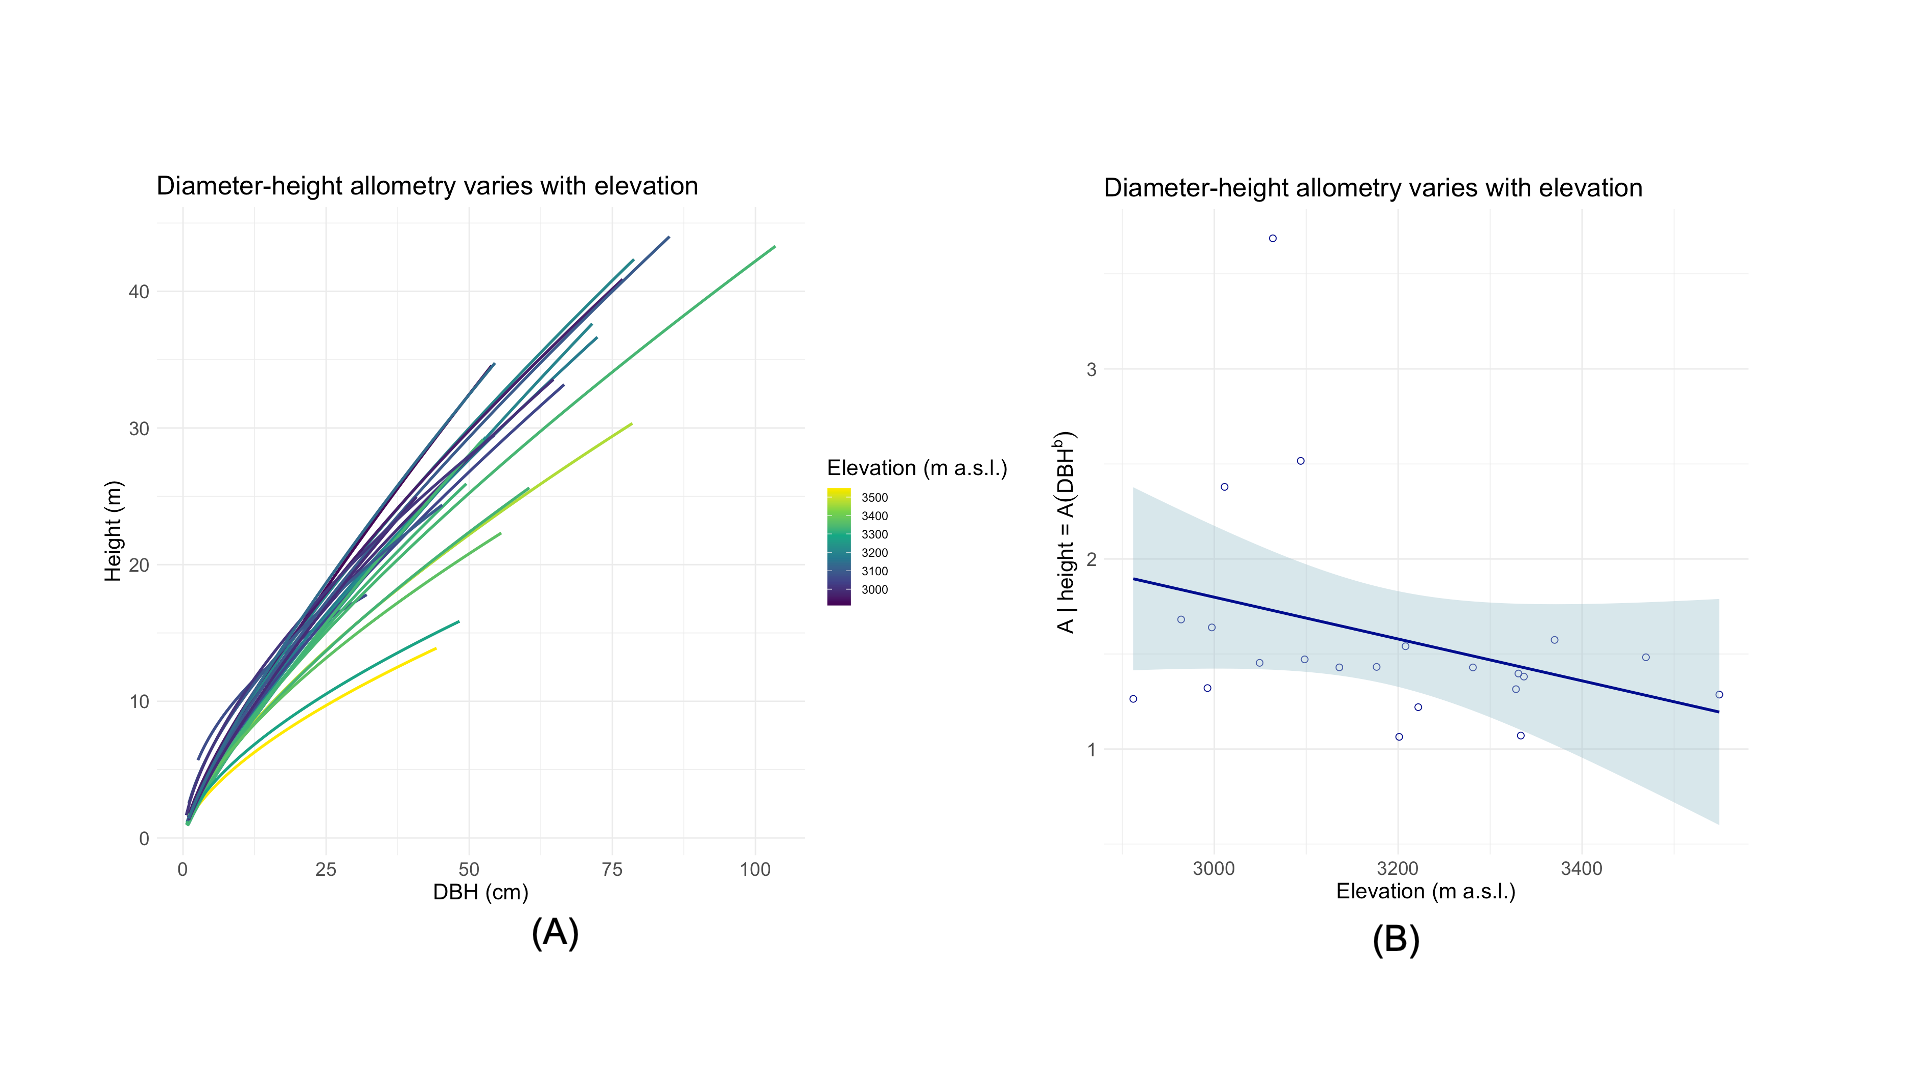 Diameter-height allometry varies with elevation
Height (m)
40
30
20
10
0
0 25 50 75 100
DBH (cm)
Elevation (m a.s.l.)
3500
3400
3300
3200
3100
3000
(A)
Diameter-height allometry varies with elevation
A | height = A(DBHᵇ)
3
2
1
3000 3200 3400
Elevation (m a.s.l.)
(B)